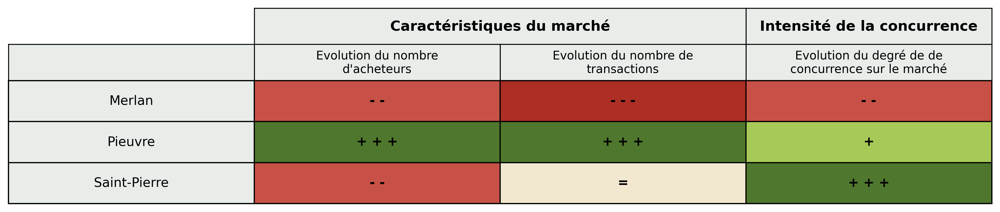 Caractéristiques du marché
Intensité de la concurrence
Evolution du nombre
d'acheteurs
Evolution du nombre de
transactions
Evolution du degré de de
concurrence sur le marché
Merlan
- -
- - -
- -
Pieuvre
+ + +
+ + +
+
Saint-Pierre
- -
=
+ + +